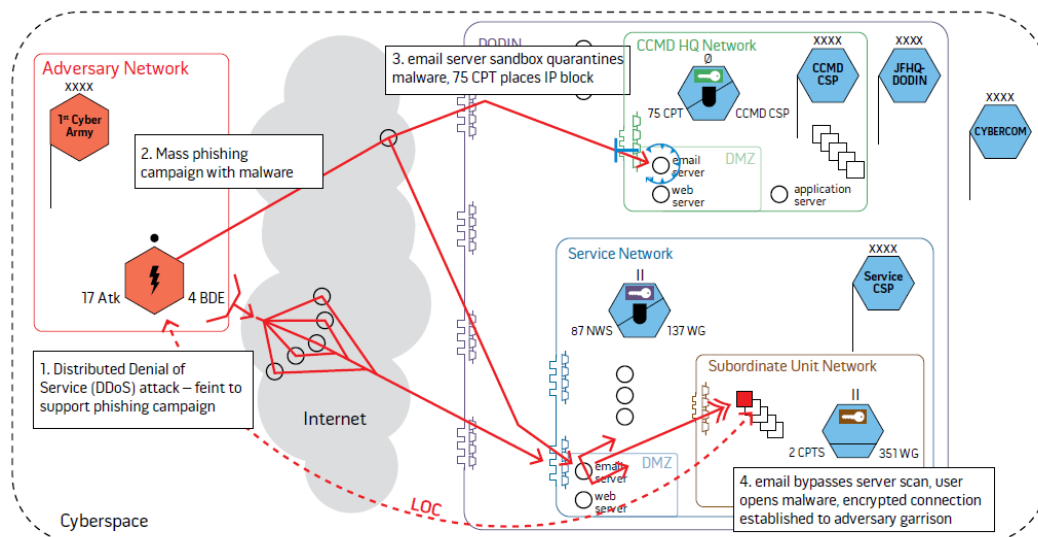 Adversary Network
XXXX
1st Cyber
Army
2. Mass phishing
campaign with malware
17 Atk
4 BDE
1. Distributed Denial of
Service (DDoS) attack – feint to
support phishing campaign
Cyberspace
Internet
LOC
DODIN
3. email server sandbox quarantines
malware, 75 CPT places IP block
CCMD HQ Network
Ø
75 CPT
CCMD CSP
DMZ
email
server
web
server
application
server
XXXX
CCMD
CSP
XXXX
JFHQ-
DODIN
XXXX
CYBERCOM
Service Network
II
87 NWS
137 WG
XXXX
Service
CSP
Subordinate Unit Network
II
2 CPTS
351 WG
DMZ
email
server
web
server
4. email bypasses server scan, user
opens malware, encrypted connection
established to adversary garrison